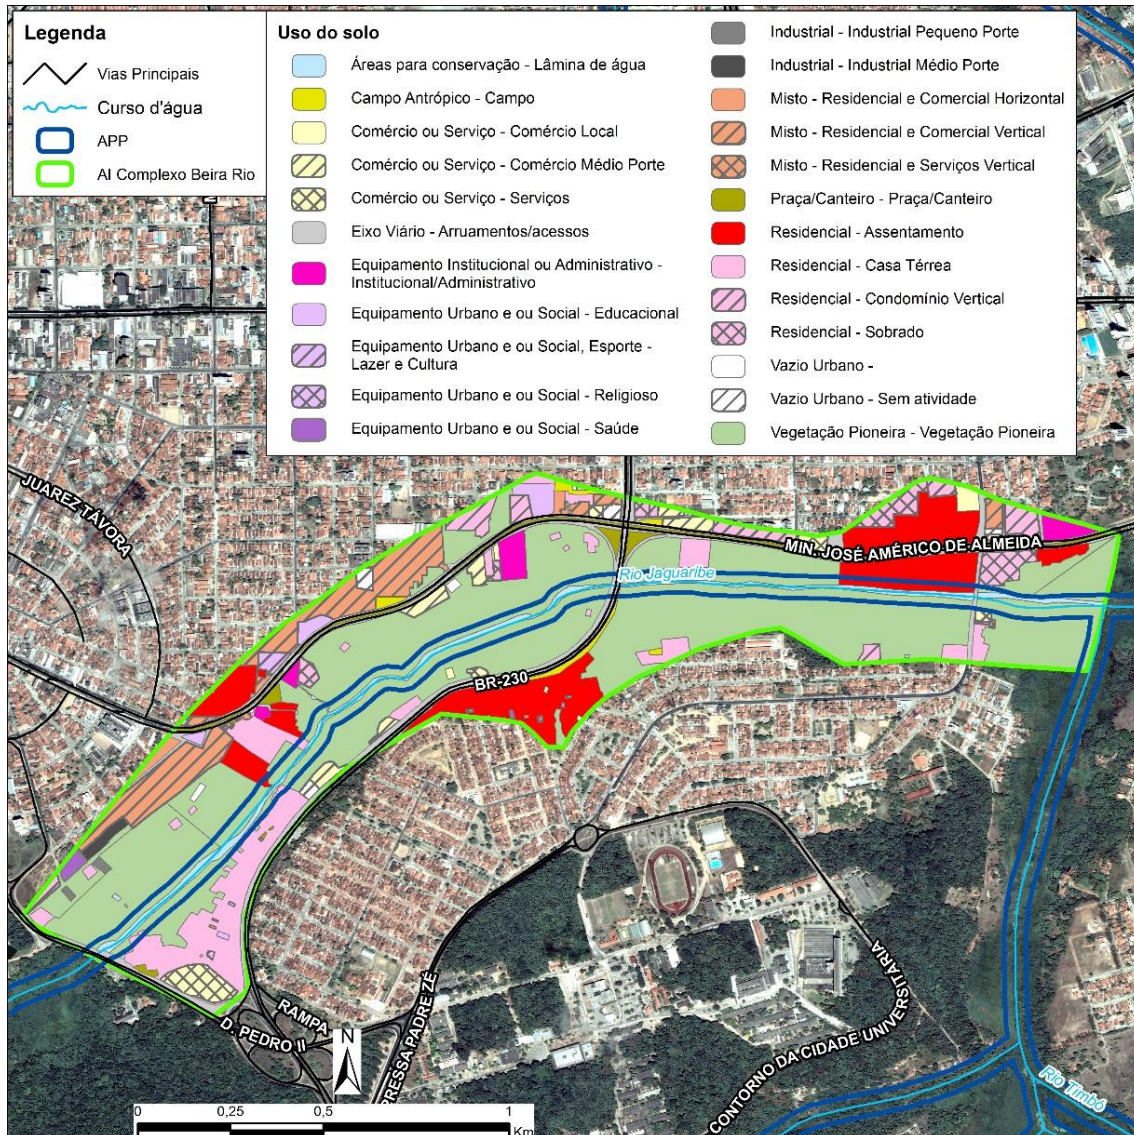 Legenda
Vias Principais
Curso d'água
APP
AI Complexo Beira Rio
Uso do solo
Áreas para conservação - Lâmina de água
Campo Antrópico - Campo
Comércio ou Serviço - Comércio Local
Comércio ou Serviço - Comércio Médio Porte
Comércio ou Serviço - Serviços
Eixo Viário - Arruamentos/acessos
Equipamento Institucional ou Administrativo -
Institucional/Administrativo
Equipamento Urbano e ou Social - Educacional
Equipamento Urbano e ou Social, Esporte -
Lazer e Cultura
Equipamento Urbano e ou Social - Religioso
Equipamento Urbano e ou Social - Saúde
Industrial - Industrial Pequeno Porte
Industrial - Industrial Médio Porte
Misto - Residencial e Comercial Horizontal
Misto - Residencial e Comercial Vertical
Misto - Residencial e Serviços Vertical
Praça/Canteiro - Praça/Canteiro
Residencial - Assentamento
Residencial - Casa Térrea
Residencial - Condomínio Vertical
Residencial - Sobrado
Vazio Urbano -
Vazio Urbano - Sem atividade
Vegetação Pioneira - Vegetação Pioneira
JUAREZ TÁVORA
MIN. JOSÉ AMÉRICO DE ALMEIDA
Rio Jaguaribe
BR-230
RAMPA
D. PEDRO II
TRESSA PADRE ZÉ
CONTORNO DA CIDADE UNIVERSITÁRIA
Rio Timbó
N
0 0,25 0,5 1
Km